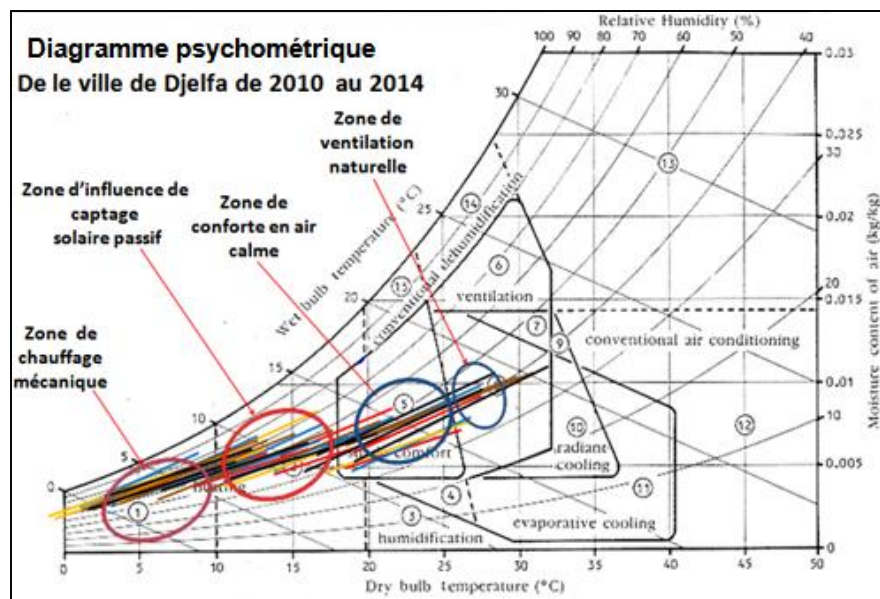 Diagramme psychométrique
De le ville de Djelfa de 2010 au 2014
Relative Humidity (%)
100 90 80 70 60 50 40
Zone de
ventilation
naturelle
Zone d'influence de
captage
solaire passif
Zone de
conforte en air
calme
Zone de
chauffage
mécanique
Wet bulb temperature (°C)
0
5
10
15
20
25
30
conventional dehumidification
13
14
15
6
ventilation
7
9
conventional air conditioning
5
comfort
10
radiant
cooling
12
11
4
3
1
humidification
evaporative cooling
0.03
0.025
30
0.02
20
0.015
0.01
10
0.005
0
Moisture content of air (kg/kg)
0 5 10 15 20 25 30 35 40 45 50
Dry bulb temperature (°C)